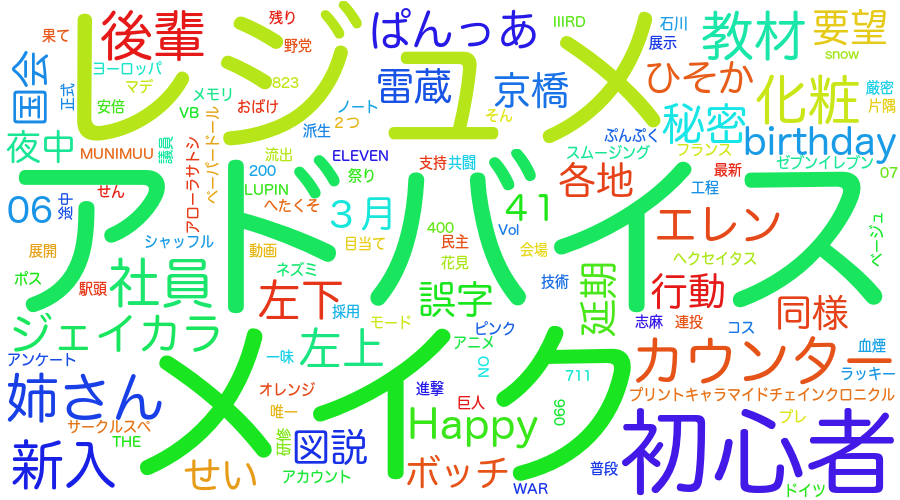 果て
後輩
レジュメ
残り
野党
ぱんっあ
IIIRD
石川
展示
教材
要望
snow
国会
正式
ヨーロッパ
マデ
安倍
VB
メモリ
おばけ
823
ノート
2つ
派生
雷蔵
そん
京橋
ひそか
化粧
厳密
片隅
夜中
MUNIMUU
議員
アローラサトシ
ペーパードール
流出
200
LUPIN
ELEVEN
祭り
支持
共闘
ぷんぷく
スムージング
秘密
フランス
birthday
最新
ゼブンイレブン
07
アドバイス
せん
06
途中
へたくそ
3月
400
Vol
41
各地
工程
エレン
ベージュ
展開
シャッフル
動画
目当て
民主
花見
会場
ヘクセイタス
ポス
駅頭
社員
ネズミ
左下
採用
誤字
技術
延期
行動
志麻
連投
同様
ジェイカラ
モード
アニメ
ピンク
コス
血煙
アンケート
一味
左上
NO
711
カウンター
ラッキー
メイク
姉さん
オレンジ
進撃
巨人
プリントキャラマイドチェインクロニクル
サークルスペ
唯一
Happy
066
プレ
THE
研修
図説
初心者
新入
せい
アカウント
ボッチ
WAR
普段
ドイツ